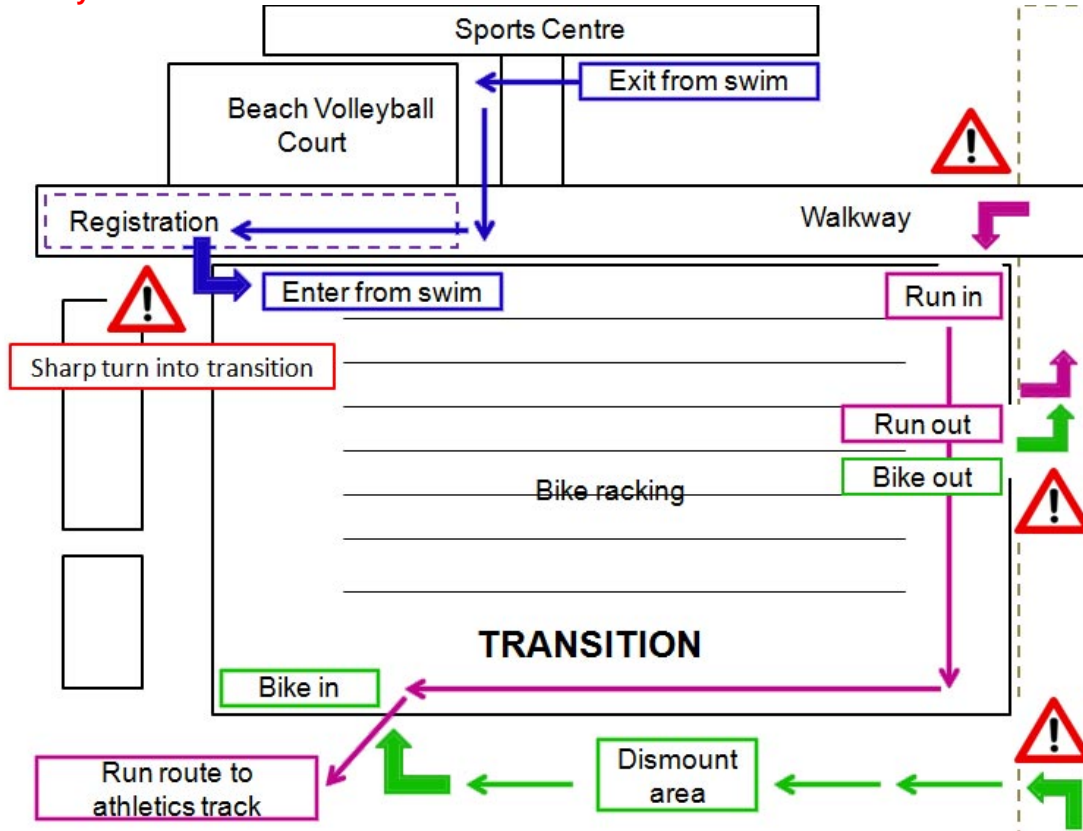 Sports Centre
Exit from swim
Beach Volleyball
Court
Registration
Walkway
Enter from swim
Run in
Sharp turn into transition
Run out
Bike out
Bike racking
TRANSITION
Bike in
Run route to
athletics track
Dismount
area